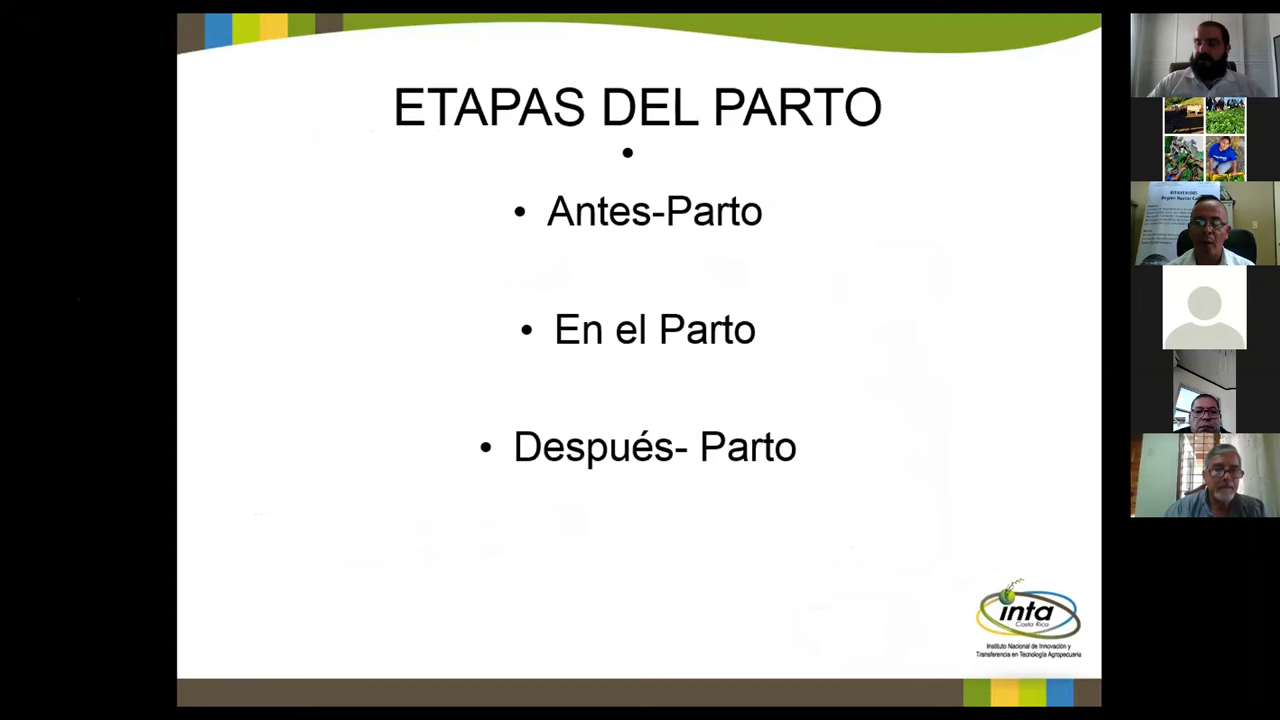 ETAPAS DEL PARTO
•
• Antes-Parto
• En el Parto
• Después- Parto
inta
Costa Rica
Instituto Nacional de Innovación y
Transferencia en Tecnología Agropecuaria
BIENVENIDOS